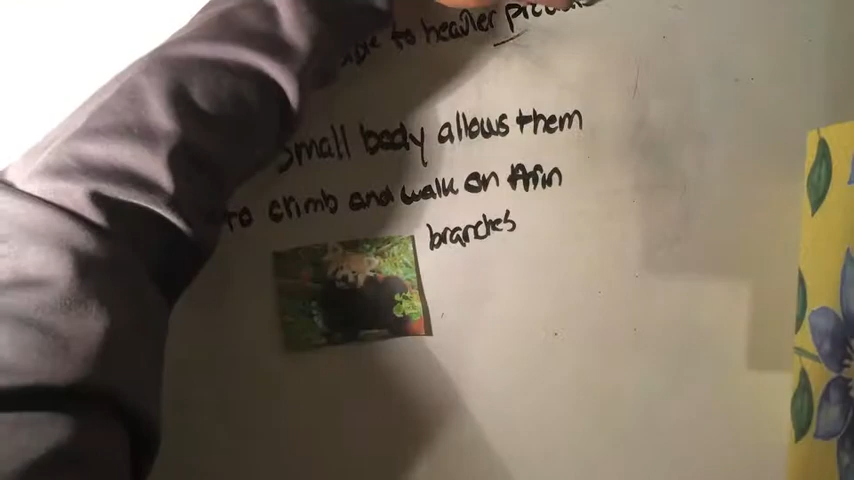 to heavier
Small body allows them
to climb and walk on thin
branches